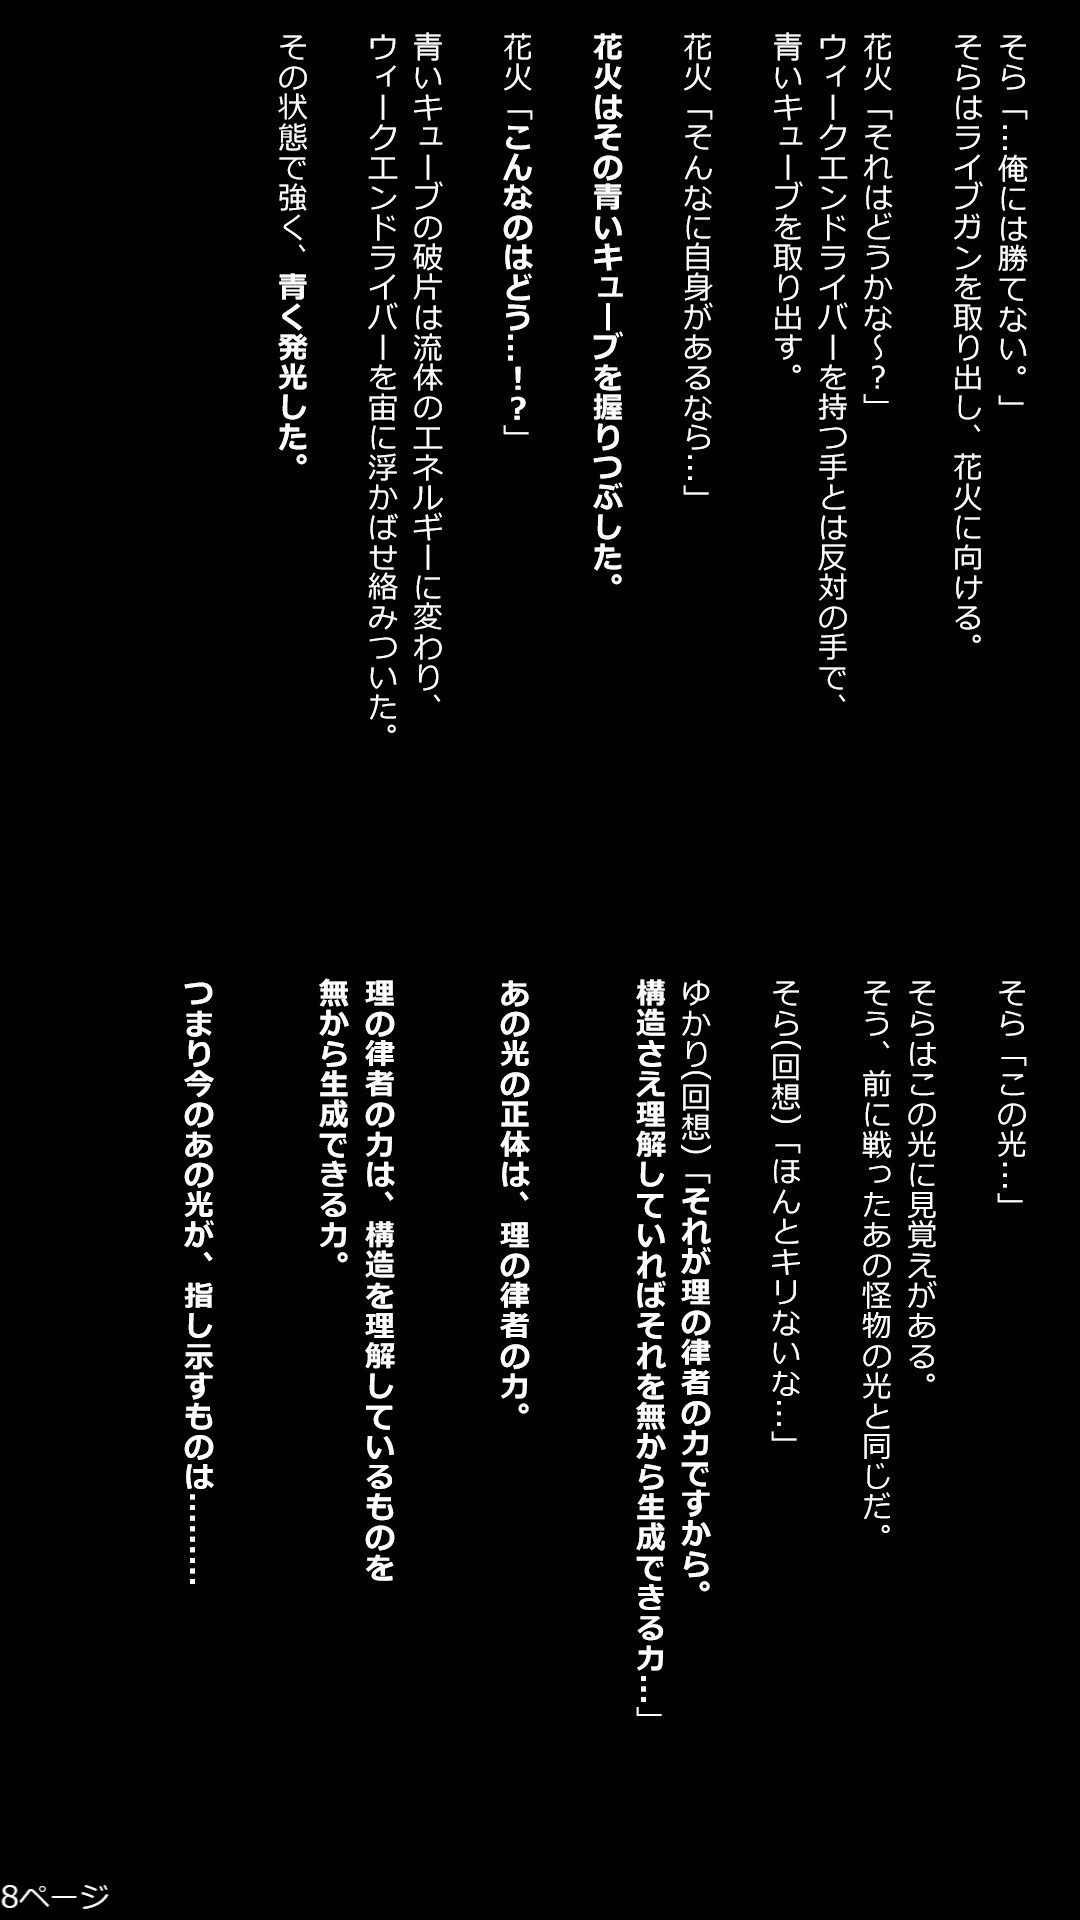 そら「…俺には勝てない。」
そらはライブガンを取り出し、花火に向ける。
花火「それはどうかな～？」
ウィークエンドライバーを持つ手とは反対の手で、
青いキューブを取り出す。
花火「そんなに自身があるなら…」
花火はその青いキューブを握りつぶした。
花火「こんなのはどう…！？」
青いキューブの破片は流体のエネルギーに変わり、
ウィークエンドライバーを宙に浮かばせ絡みついた。
その状態で強く、青く発光した。
そら「この光…」
そらはこの光に見覚えがある。
そう、前に戦ったあの怪物の光と同じだ。
そら(回想)「ほんとキリないな…」
ゆかり(回想)「それが理の律者の力ですから。
構造さえ理解していればそれを無から生成できる力…」
あの光の正体は、理の律者の力。
理の律者の力は、構造を理解しているものを
無から生成できる力。
つまり今のあの光が、指し示すものは………
8ページ